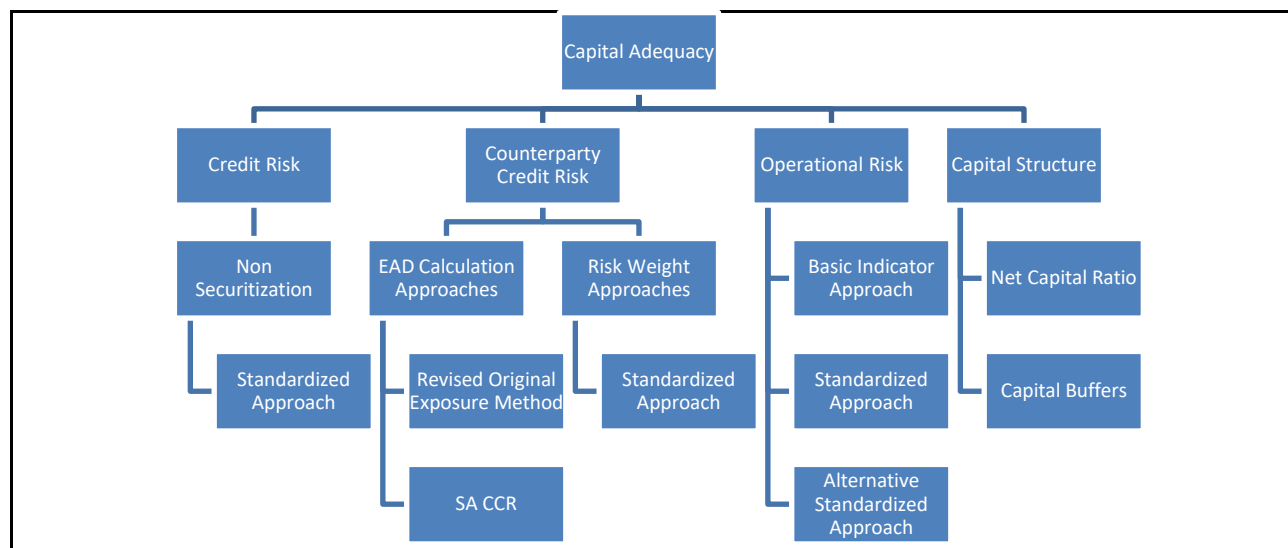 Capital Adequacy
Credit Risk
Counterparty
Credit Risk
Operational Risk
Capital Structure
Non
Securitization
EAD Calculation
Approaches
Risk Weight
Approaches
Basic Indicator
Approach
Net Capital Ratio
Standardized
Approach
Revised Original
Exposure Method
Standardized
Approach
Standardized
Approach
Capital Buffers
SA CCR
Alternative
Standardized
Approach